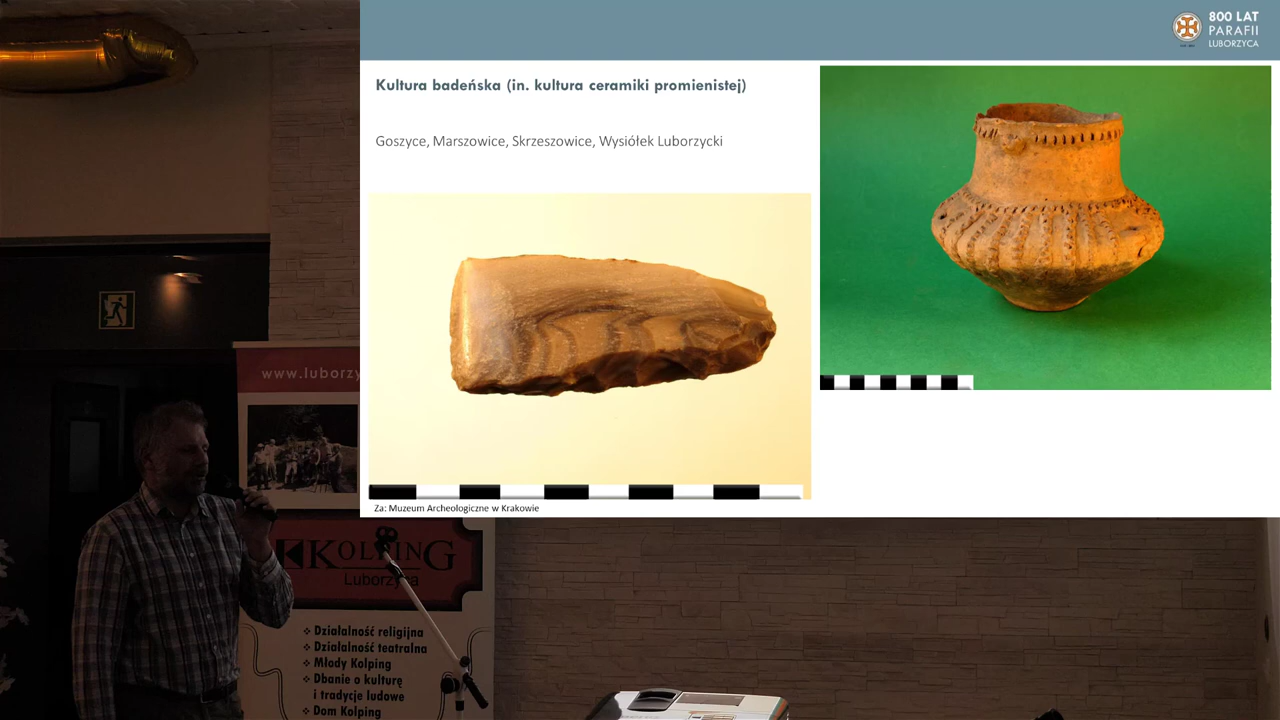 800 LAT
PARAFII
LUBORZYCA
Kultura badeńska (in. kultura ceramiki promienistej)
Goszyce, Marszowice, Skrzeszowice, Wysiółek Luborzycki
Za: Muzeum Archeologiczne w Krakowie
www.luborzy
KOLPING
Luborzyca
Działalność religijna
Działalność teatralna
Młody Kolping
Dbanie o kulturę
i tradycje ludowe
Dom Kolping